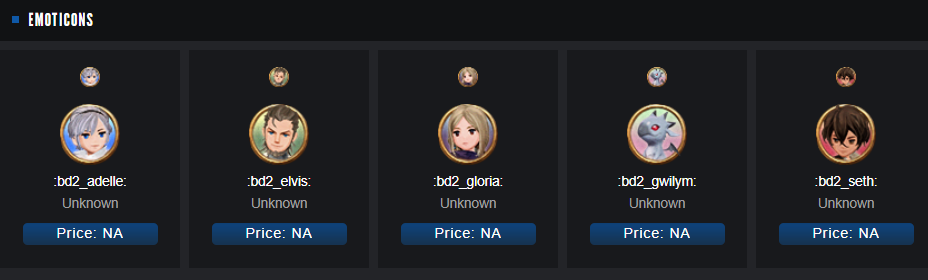 EMOTICONS
:bd2_adelle:
Unknown
Price: NA
:bd2_elvis:
Unknown
Price: NA
:bd2_gloria:
Unknown
Price: NA
:bd2_gwilym:
Unknown
Price: NA
:bd2_seth:
Unknown
Price: NA